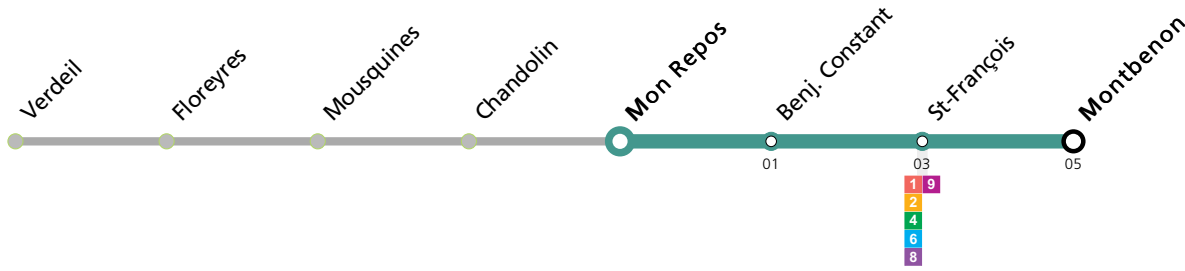 Verdeil
Floreyres
Mousquines
Chandolin
Mon Repos
Benj. Constant
St-François
Montbenon
01
03
05
1 9
2
4
6
8